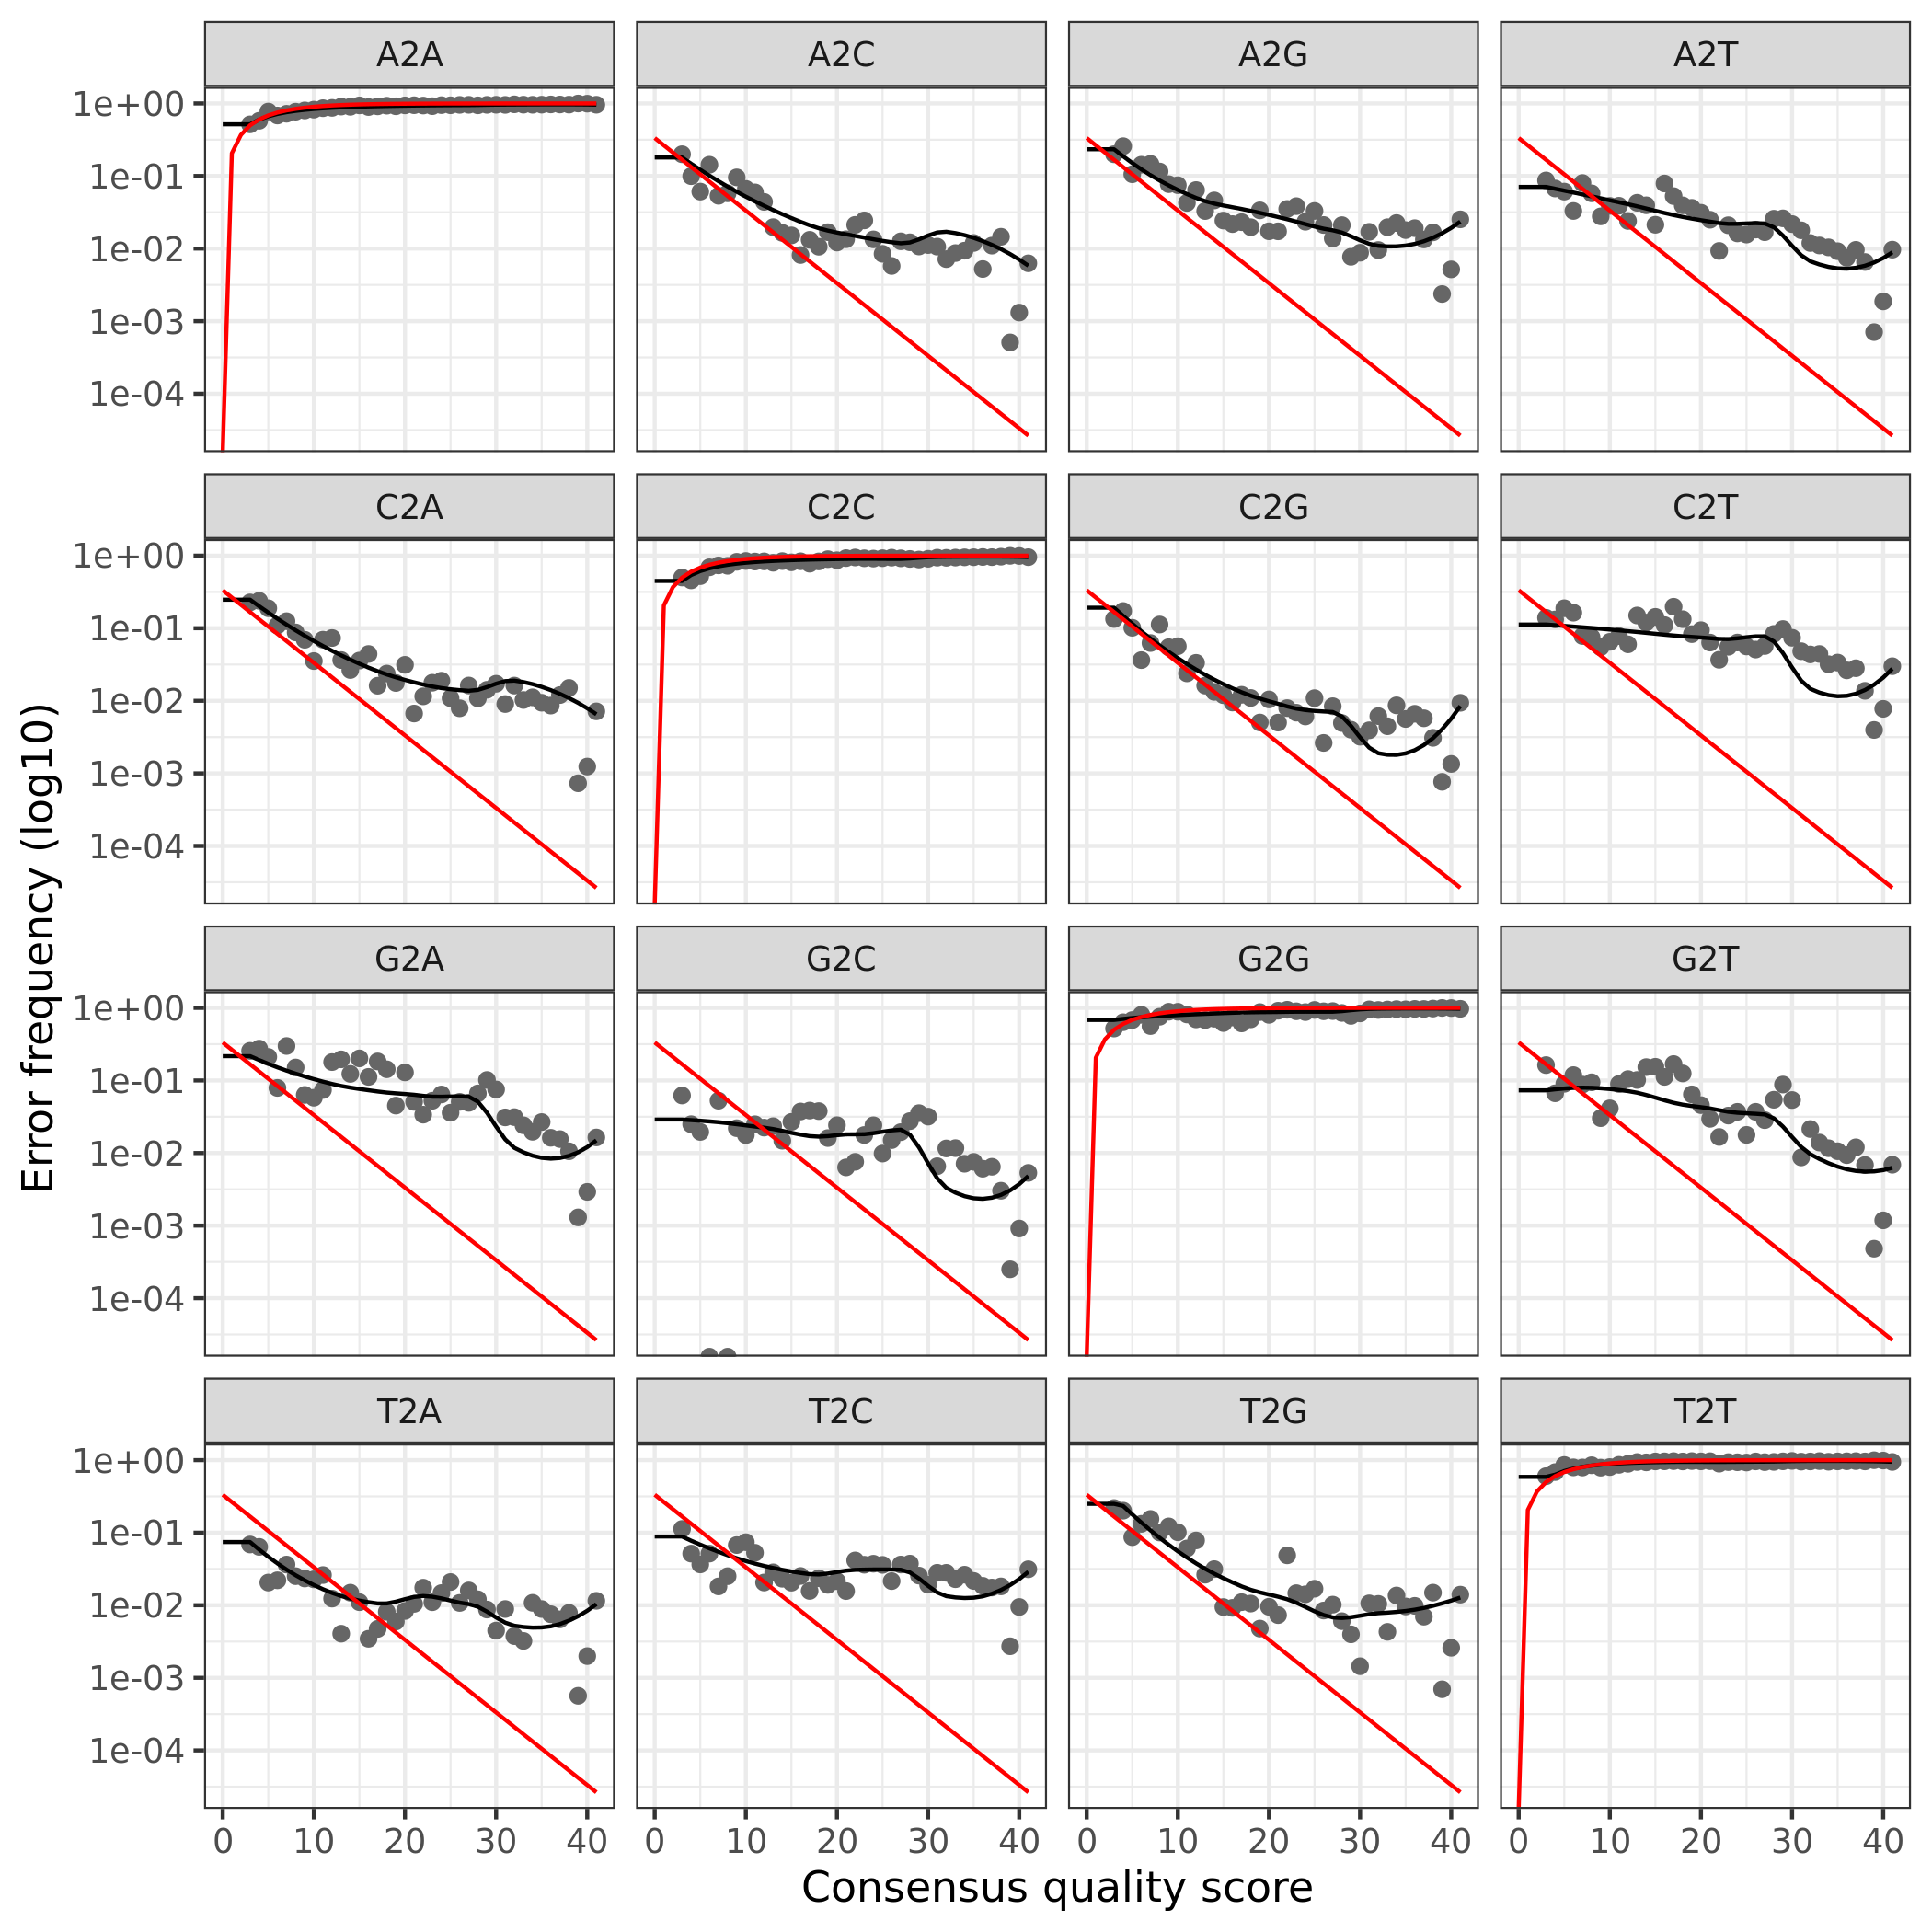 A2A A2C A2G A2T
1e+00
1e-01
1e-02
1e-03
1e-04
C2A C2C C2G C2T
1e+00
1e-01
1e-02
1e-03
1e-04
G2A G2C G2G G2T
1e+00
1e-01
1e-02
1e-03
1e-04
T2A T2C T2G T2T
1e+00
1e-01
1e-02
1e-03
1e-04
0 10 20 30 40 0 10 20 30 40 0 10 20 30 40 0 10 20 30 40
Consensus quality score
Error frequency (log10)